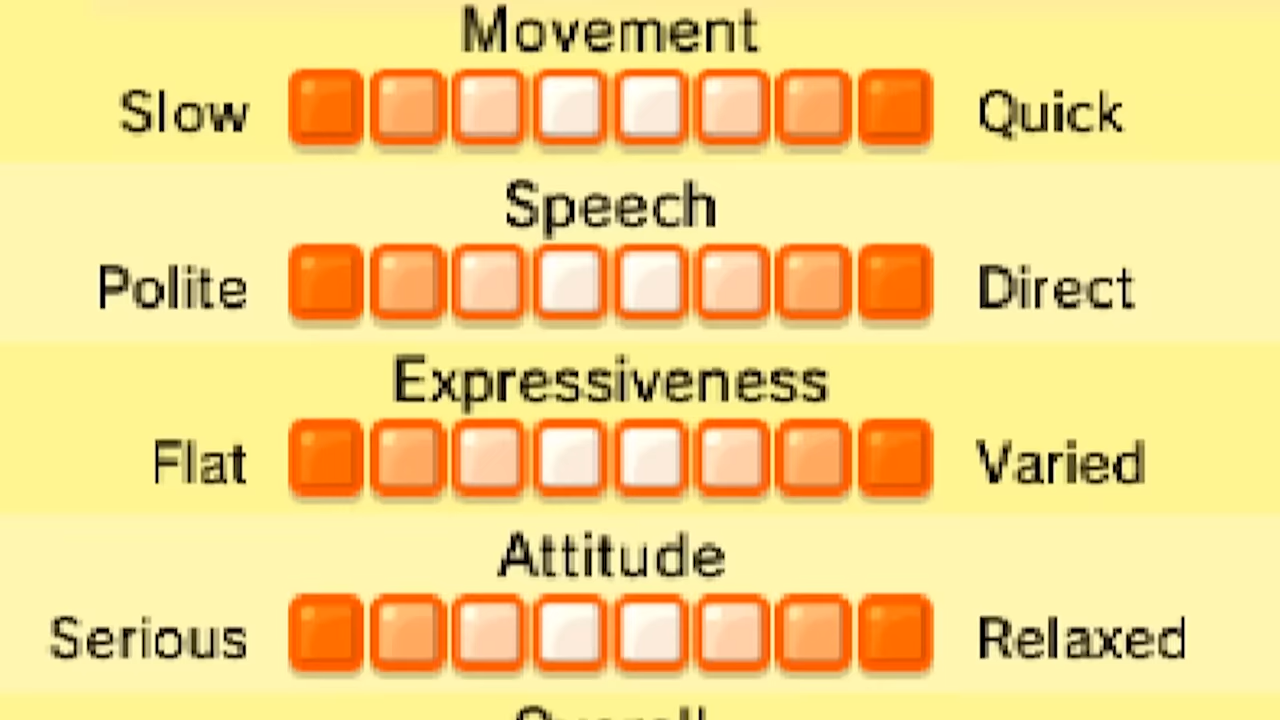 Movement
Slow Quick
Speech
Polite Direct
Expressiveness
Flat Varied
Attitude
Serious Relaxed